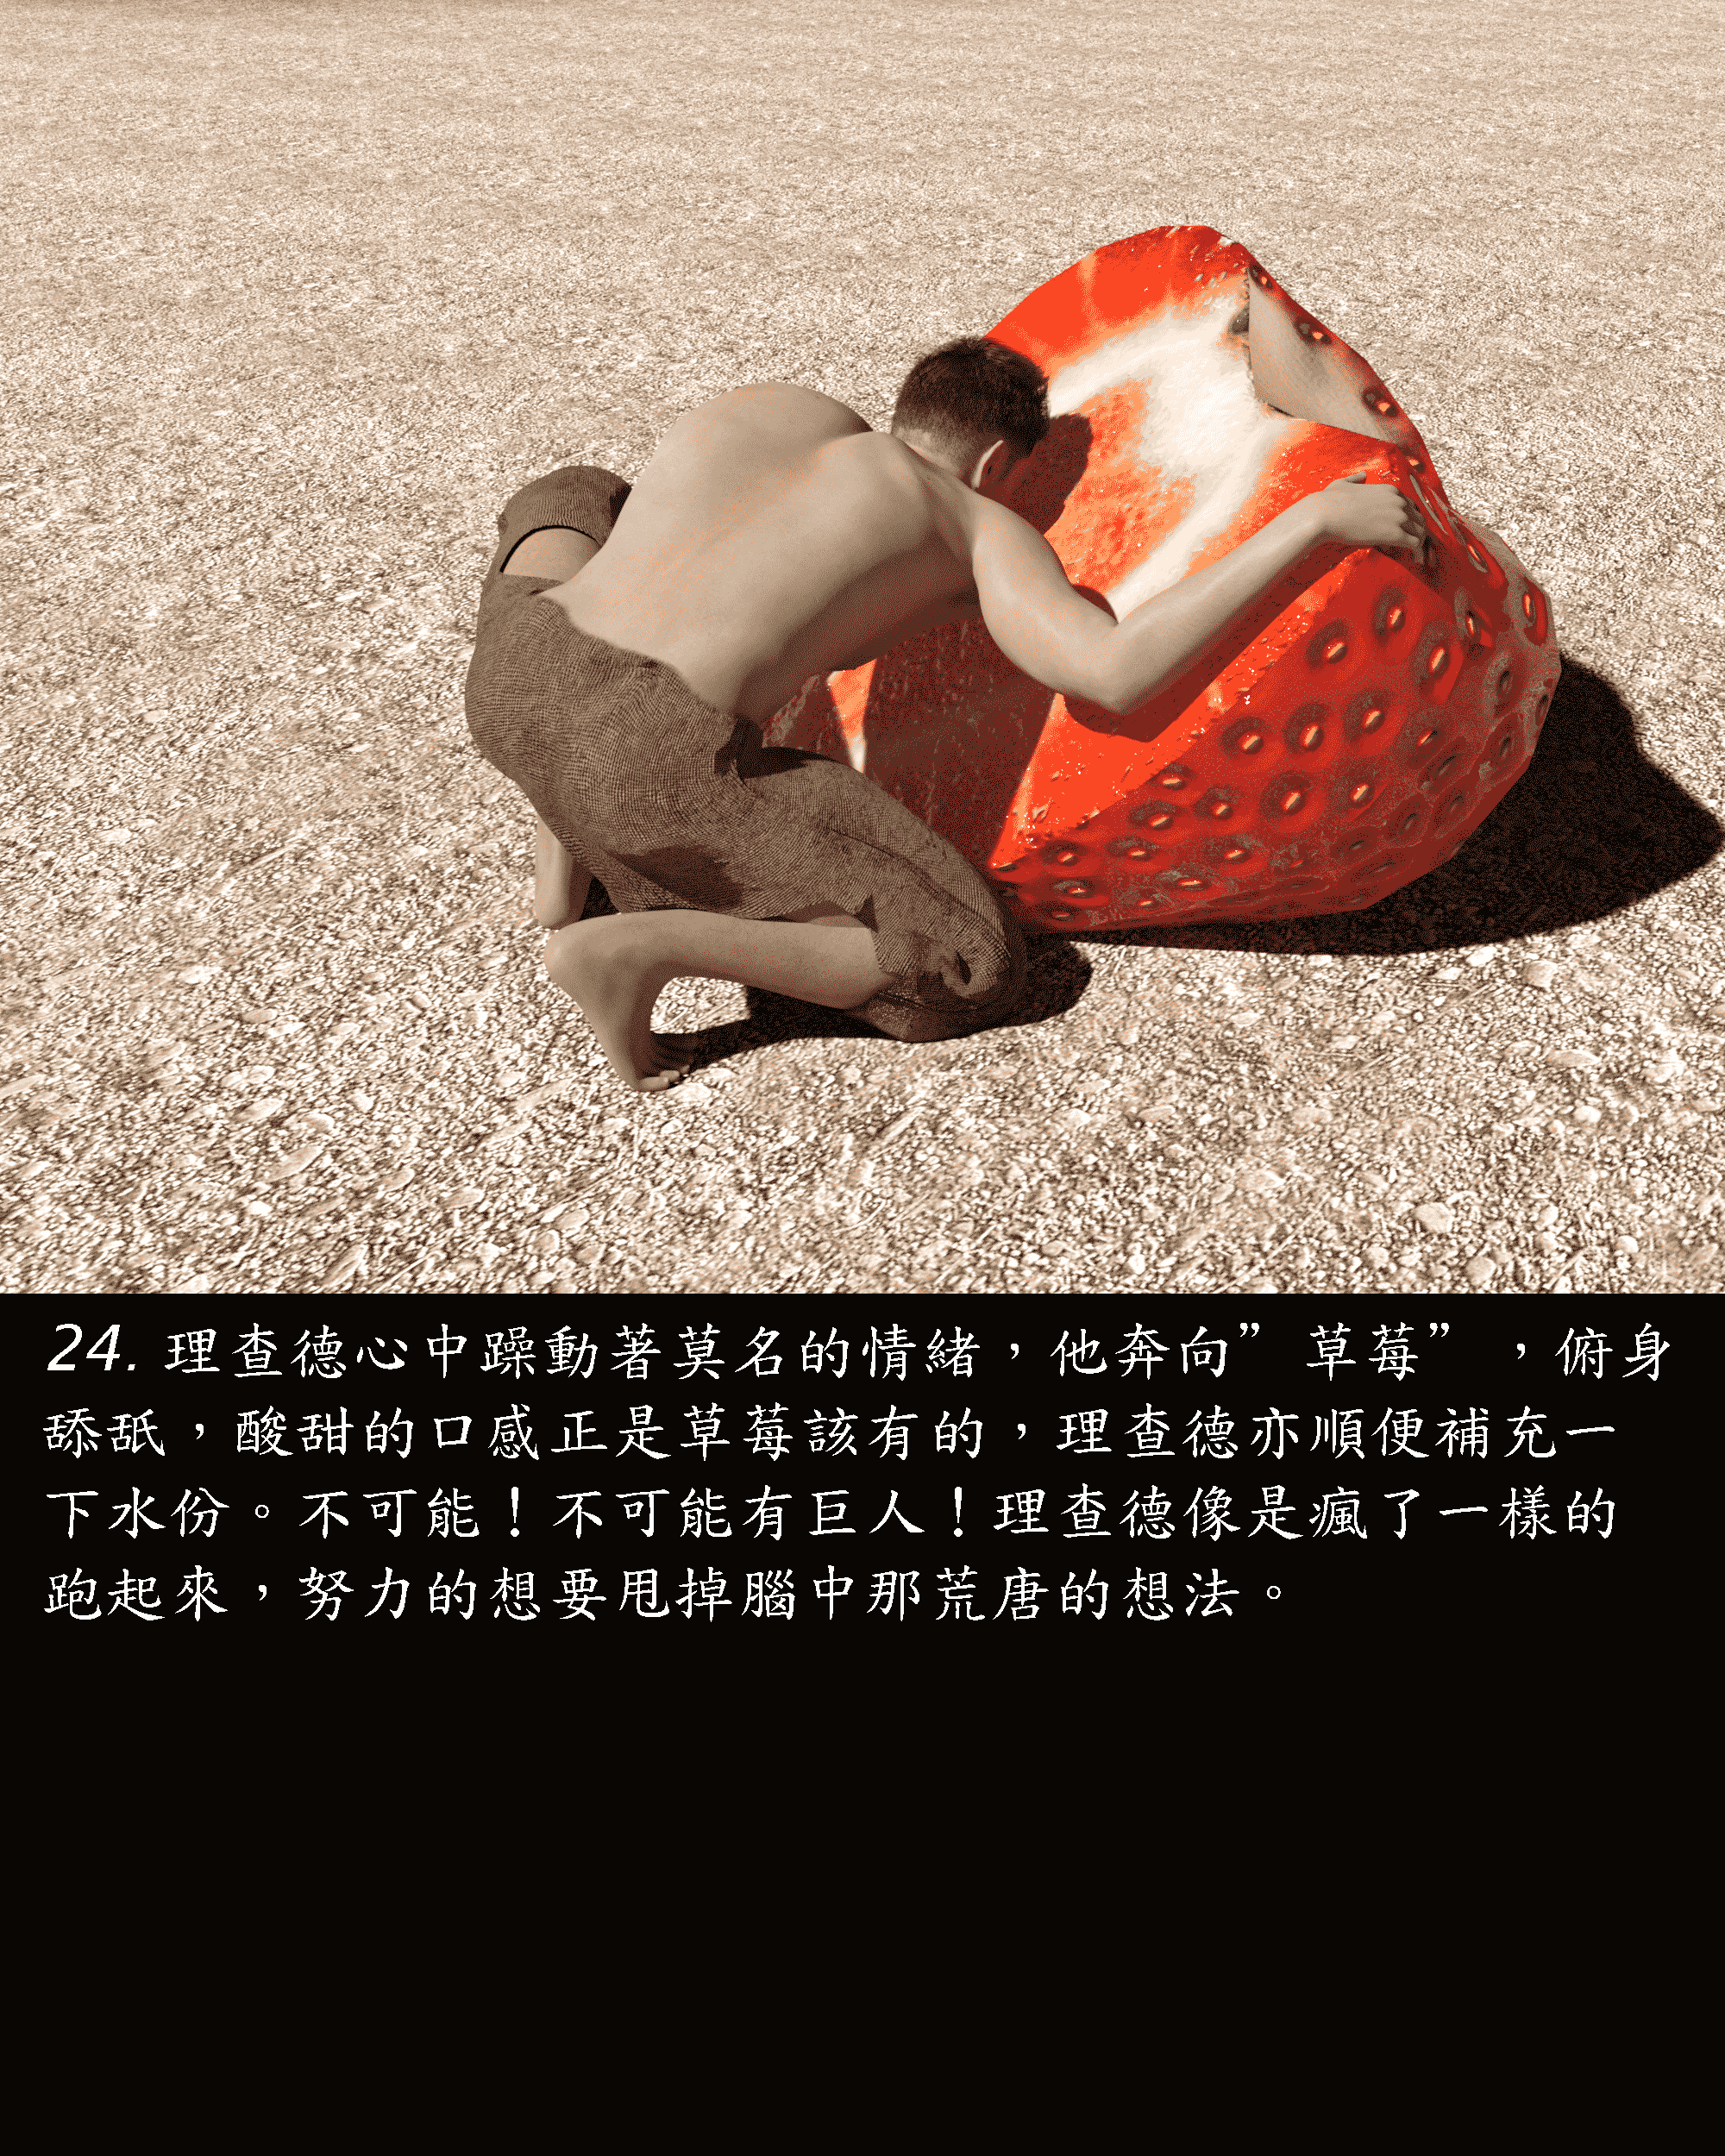 24. 理查德心中躁動著莫名的情緒，他奔向”草莓”，俯身
舔舐，酸甜的口感正是草莓該有的，理查德亦順便補充一
下水份。不可能！不可能有巨人！理查德像是瘋了一樣的
跑起來，努力的想要甩掉腦中那荒唐的想法。